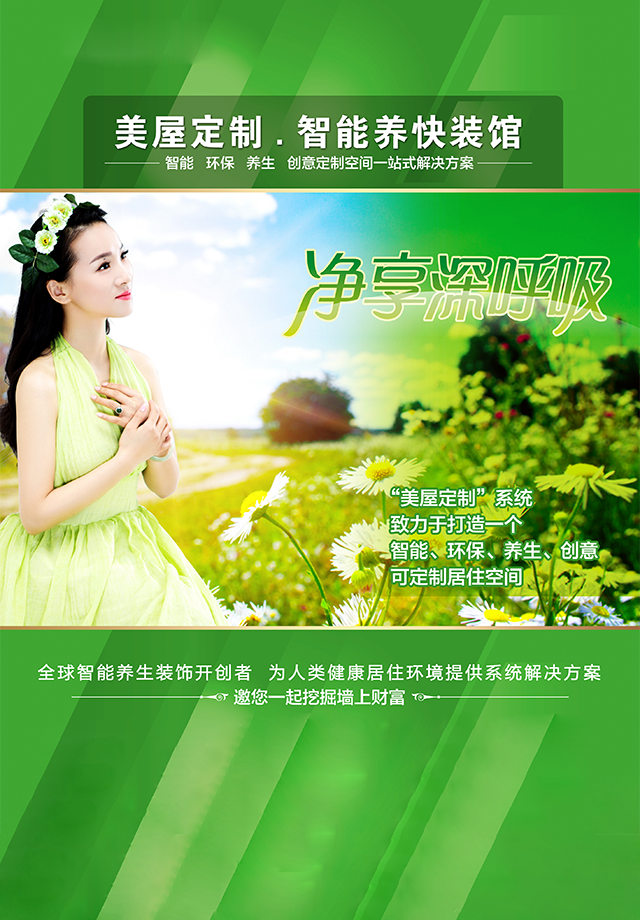 美屋定制.智能养快装馆
智能 环保 养生 创意定制空间一站式解决方案
净享深呼吸
“美屋定制”系统
致力于打造一个
智能、环保、养生、创意
可定制居住空间
全球智能养生装饰开创者 为人类健康居住环境提供系统解决方案
邀您一起挖掘墙上财富